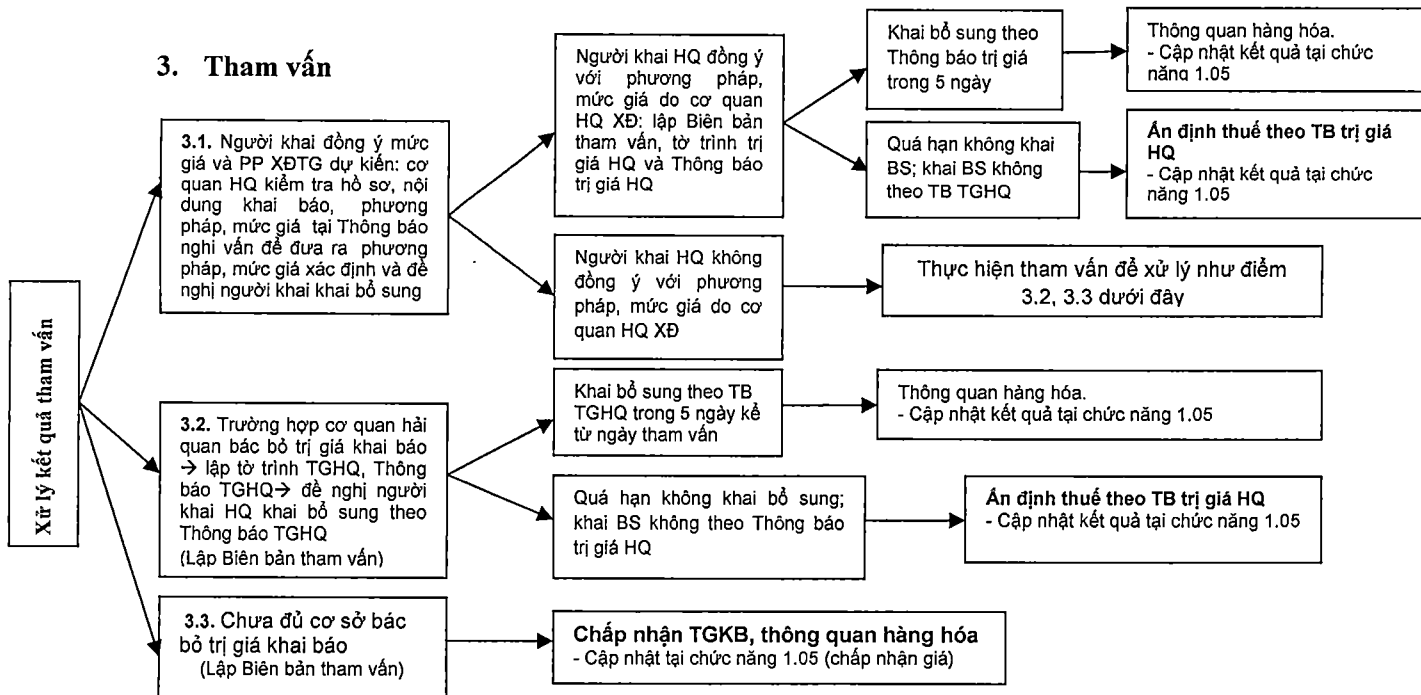 3. Tham vấn
Xử lý kết quả tham vấn
3.1. Người khai đồng ý mức
giá và PP XĐTG dự kiến: cơ
quan HQ kiểm tra hồ sơ, nội
dung khai báo, phương
pháp, mức giá tại Thông báo
nghi vấn để đưa ra phương
pháp, mức giá xác định và đề
nghị người khai khai bổ sung
Người khai HQ đồng ý
với phương pháp,
mức giá do cơ quan
HQ XĐ: lập Biên bản
tham vấn, tờ trình trị
giá HQ và Thông báo
trị giá HQ
Khai bổ sung theo
Thông báo trị giá
trong 5 ngày
Thông quan hàng hóa.
- Cập nhật kết quả tại chức
năng 1.05
Quá hạn không khai
BS; khai BS không
theo TB TGHQ
Ấn định thuế theo TB trị giá
HQ
- Cập nhật kết quả tại chức
năng 1.05
Người khai HQ không
đồng ý với phương
pháp, mức giá do cơ
quan HQ XĐ
Thực hiện tham vấn để xử lý như điểm
3.2, 3.3 dưới đây
3.2. Trường hợp cơ quan hải
quan bác bỏ trị giá khai báo
→ lập tờ trình TGHQ, Thông
báo TGHQ→ đề nghị người
khai HQ khai bổ sung theo
Thông báo TGHQ
(Lập Biên bản tham vấn)
Khai bổ sung theo TB
TGHQ trong 5 ngày kể
từ ngày tham vấn
Thông quan hàng hóa.
- Cập nhật kết quả tại chức năng 1.05
Quá hạn không khai bổ sung;
khai BS không theo Thông báo
trị giá HQ
Ấn định thuế theo TB trị giá HQ
- Cập nhật kết quả tại chức năng 1.05
3.3. Chưa đủ cơ sở bác
bỏ trị giá khai báo
(Lập Biên bản tham vấn)
Chấp nhận TGKB, thông quan hàng hóa
- Cập nhật tại chức năng 1.05 (chấp nhận giá)